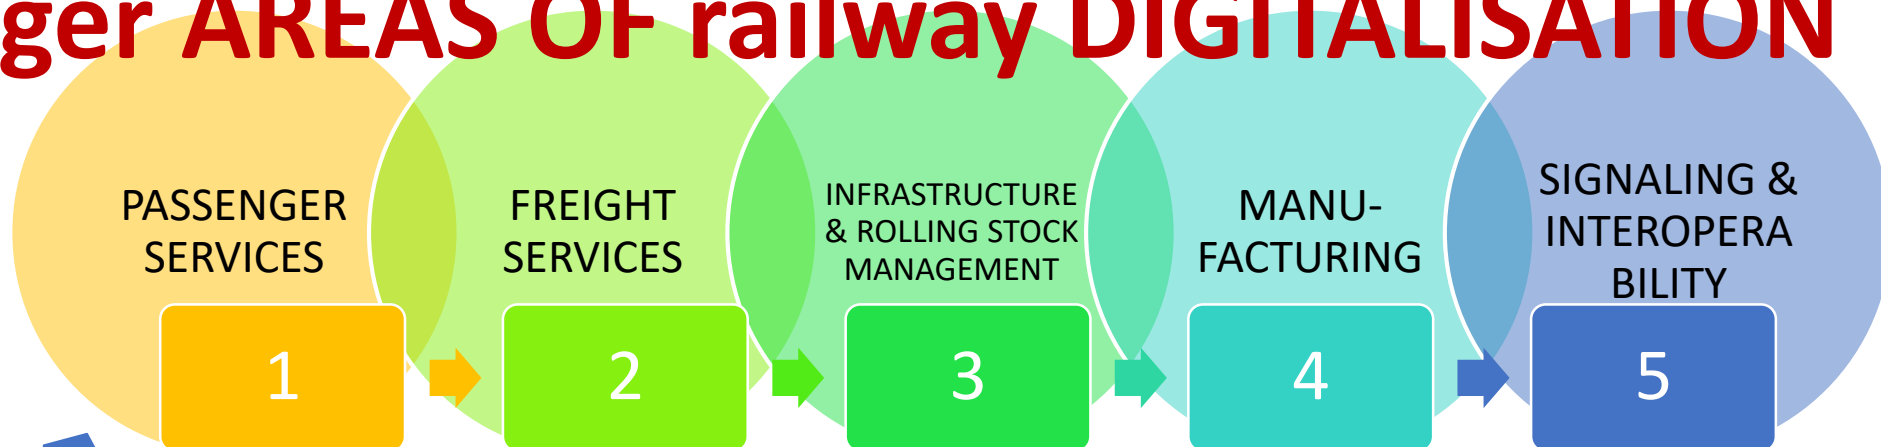 ger AREAS OF railway DIGITALISATION
PASSENGER
SERVICES
FREIGHT
SERVICES
INFRASTRUCTURE
& ROLLING STOCK
MANAGEMENT
MANU-
FACTURING
SIGNALING &
INTEROPERA
BILITY
1
2
3
4
5